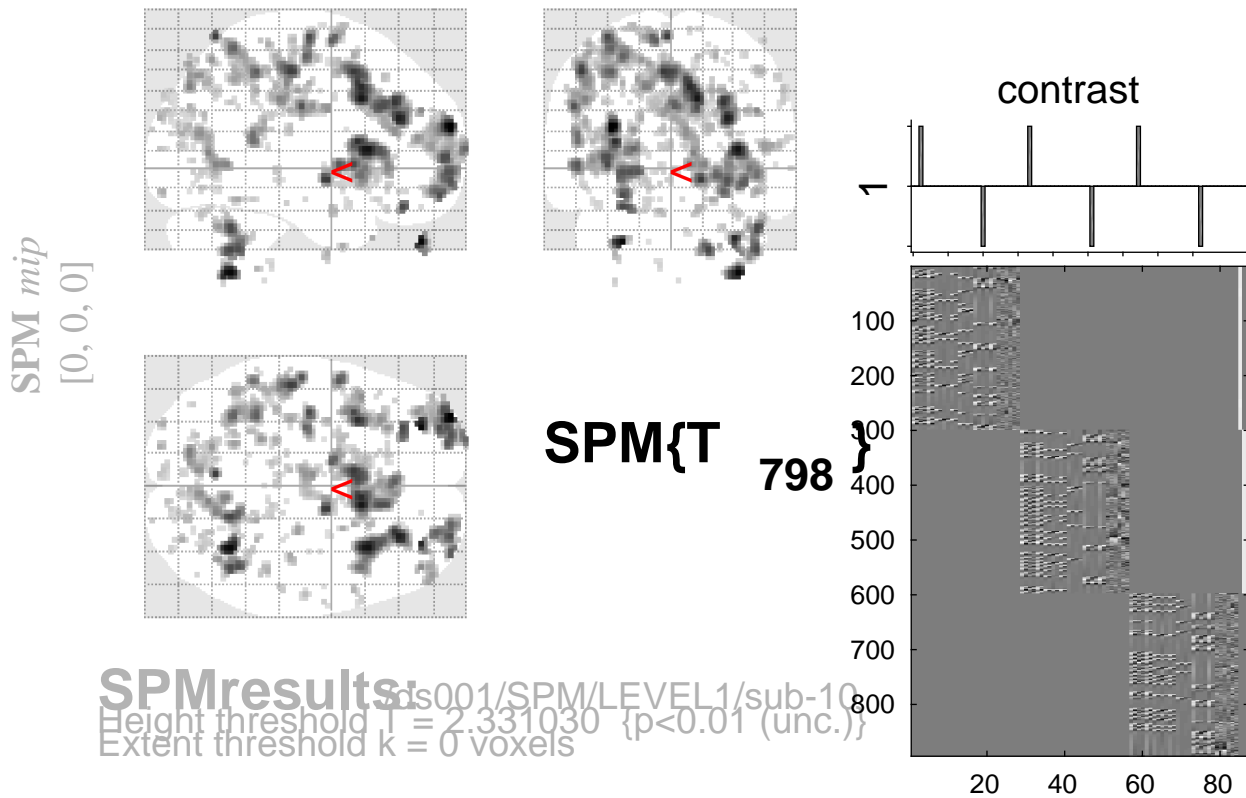 contrast
1
SPM mip
[0, 0, 0]
SPM{T798}
100
200
300
400
500
600
700
800
20 40 60 80
SPMresults: /ds001/SPM/LEVEL1/sub-10
Height threshold T = 2.331030 {p<0.01 (unc.)}
Extent threshold k = 0 voxels